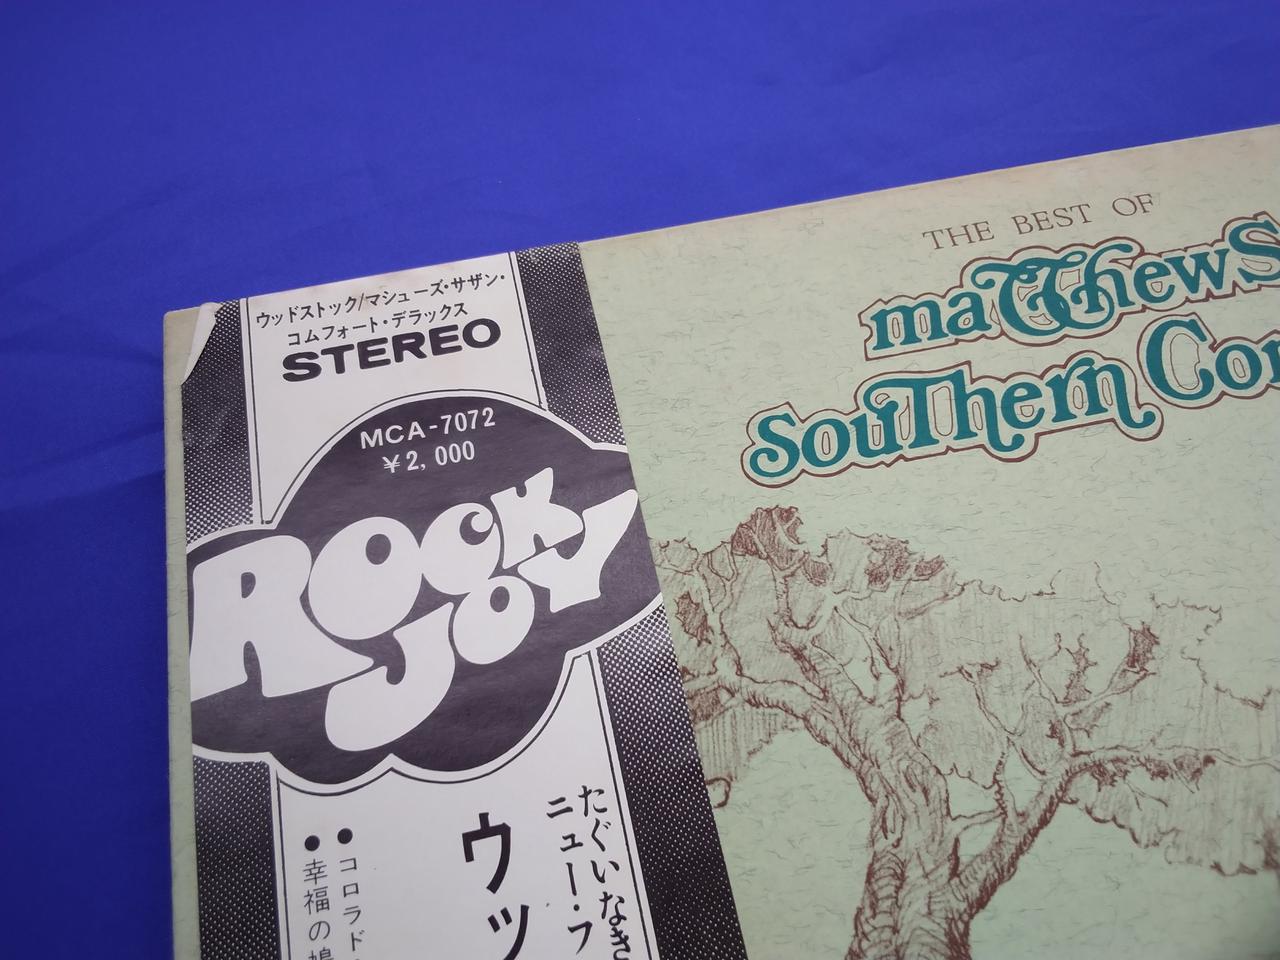 ウッドストック/マシューズ・サザン・
コムフォート・デラックス
STEREO
MCA-7072
¥2,000
ROCK
JOY
たぐいなき
ニュー・フ
ウッ
●コロラド
●幸福の鳩
THE BEST OF
maTThewS
SouThern Co